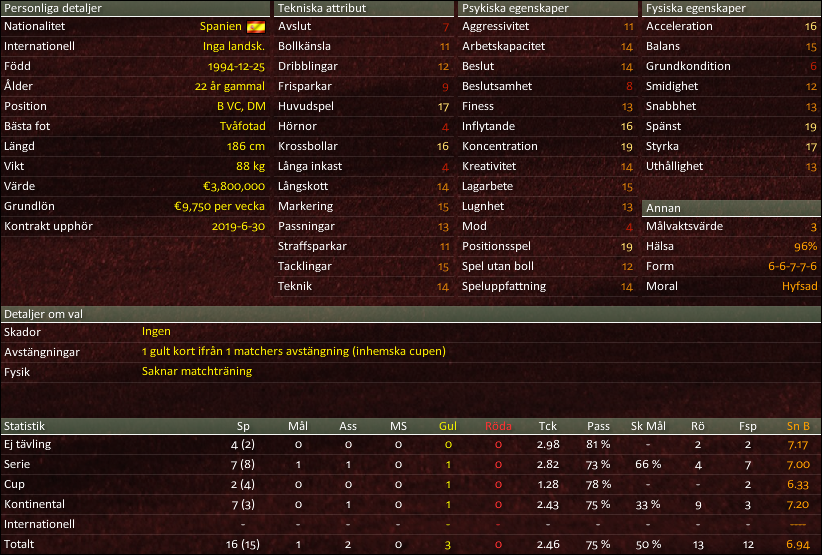 Personliga detaljer Tekniska attribut Psykiska egenskaper Fysiska egenskaper
Nationalitet Spanien Avslut 7 Aggressivitet 11 Acceleration 16
Internationell Inga landsk. Bollkänsla 11 Arbetskapacitet 14 Balans 15
Född 1994-12-25 Dribblingar 12 Beslut 14 Grundkondition 6
Ålder 22 år gammal Frisparkar 9 Beslutsamhet 8 Smidighet 12
Position B VC, DM Huvudspel 17 Finess 13 Snabbhet 13
Bästa fot Tvåfotad Hörnor 4 Inflytande 16 Spänst 19
Längd 186 cm Krossbollar 16 Koncentration 19 Styrka 17
Vikt 88 kg Långa inkast 4 Kreativitet 14 Uthållighet 13
Värde €3,800,000 Långskott 14 Lagarbete 15
Grundlön €9,750 per vecka Markering 15 Lugnhet 13 Annan
Kontrakt upphör 2019-6-30 Passningar 13 Mod 4 Målvaktsvärde 3
Straffsparkar 11 Positionsspel 19 Hälsa 96%
Tacklingar 15 Spel utan boll 12 Form 6-6-7-7-6
Teknik 14 Speluppfattning 14 Moral Hyfsad
Detaljer om val
Skador Ingen
Avstängningar 1 gult kort ifrån 1 matchers avstängning (inhemska cupen)
Fysik Saknar matchträning
Statistik Sp Mål Ass MS Gul Röda Tck Pass Sk Mål Rö Fsp Sn B
Ej tävling 4 (2) 0 0 0 0 0 2.98 81 % - 2 2 7.17
Serie 7 (8) 1 1 0 1 0 2.82 73 % 66 % 4 7 7.00
Cup 2 (4) 0 0 0 1 0 1.28 78 % - - 2 6.33
Kontinental 7 (3) 0 1 0 1 0 2.43 75 % 33 % 9 3 7.20
Internationell - - - - - - - - - - - ----
Totalt 16 (15) 1 2 0 3 0 2.46 75 % 50 % 13 12 6.94